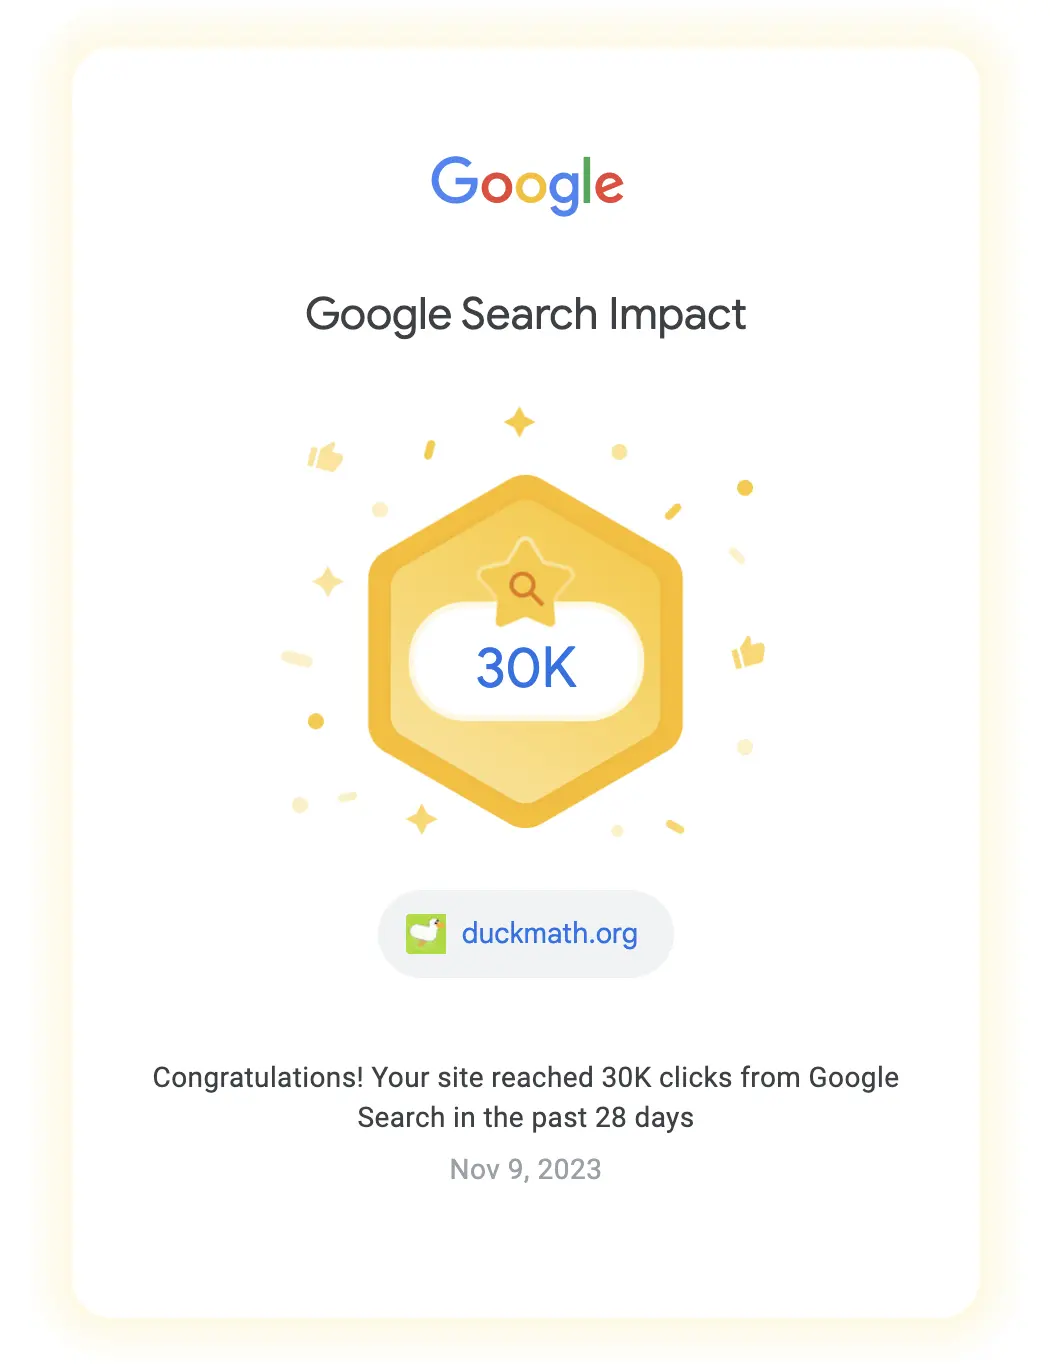 Google
Google Search Impact
30K
duckmath.org
Congratulations! Your site reached 30K clicks from Google
Search in the past 28 days
Nov 9, 2023